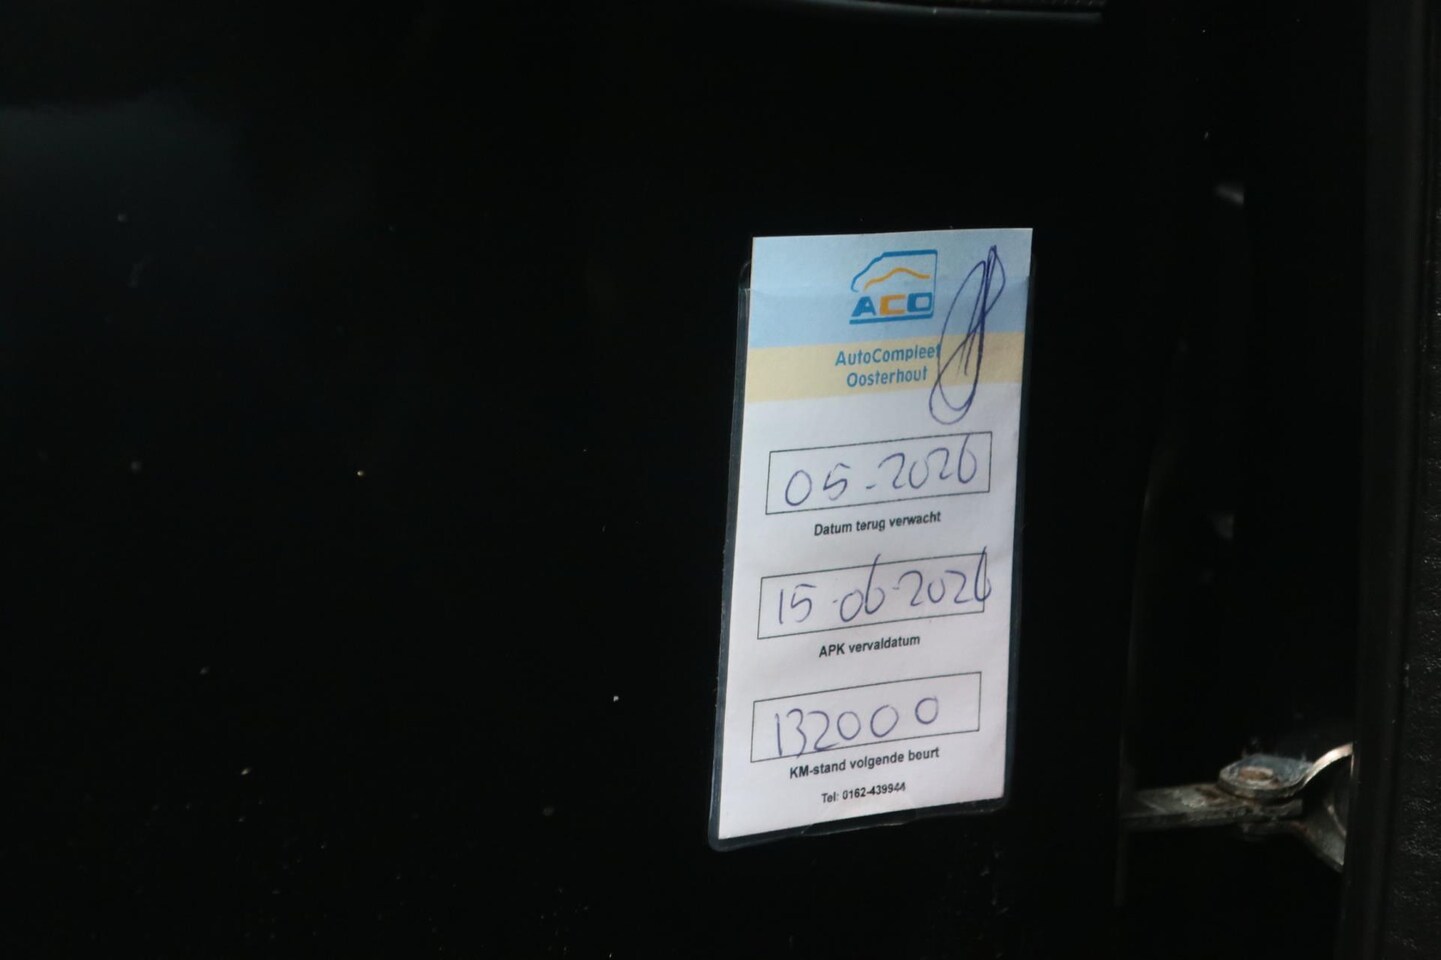 ACO
AutoCompleet
Oosterhout
05-2026
Datum terug verwacht
15-06-2026
APK vervaldatum
132000
KM-stand volgende beurt
Tel: 0162-439944